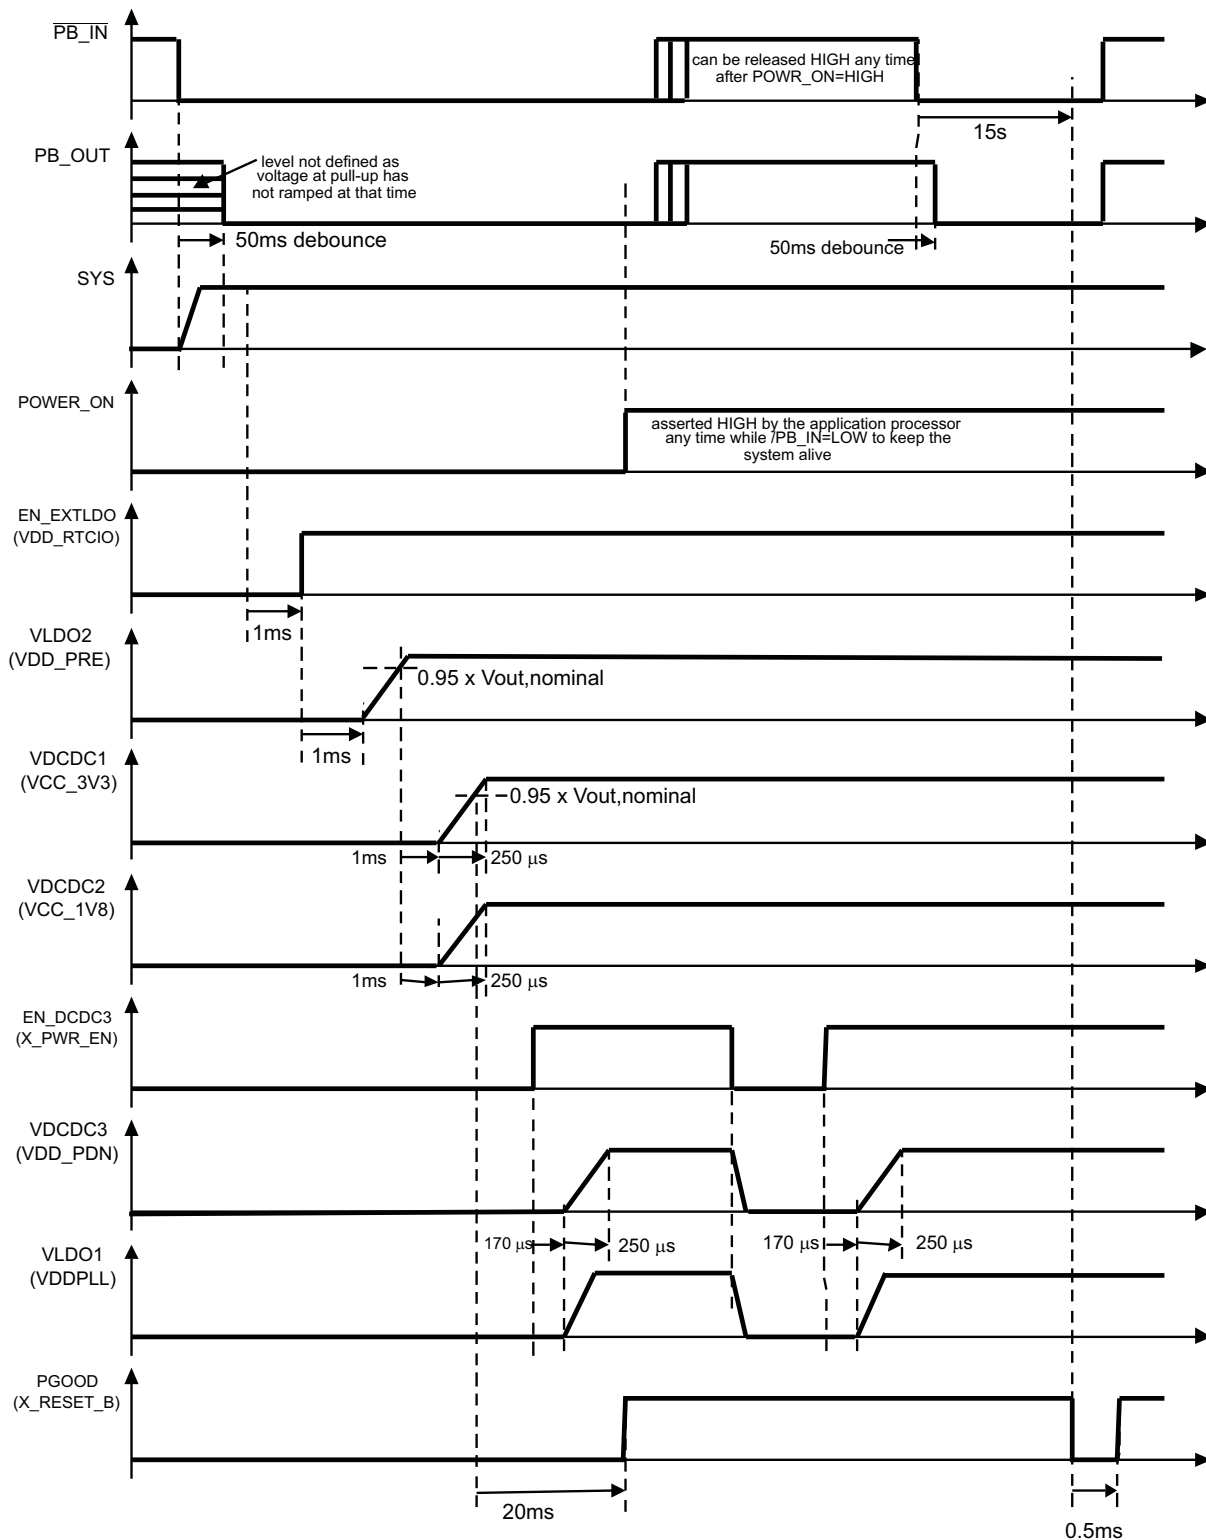 PB_IN
can be released HIGH any time
after POWR_ON=HIGH
15s
PB_OUT
level not defined as
voltage at pull-up has
not ramped at that time
50ms debounce
50ms debounce
SYS
POWER_ON
asserted HIGH by the application processor
any time while /PB_IN=LOW to keep the
system alive
EN_EXTLDO
(VDD_RTCIO)
1ms
VLDO2
(VDD_PRE)
0.95 x Vout,nominal
1ms
VDCDC1
(VCC_3V3)
0.95 x Vout,nominal
1ms
250 µs
VDCDC2
(VCC_1V8)
1ms
250 µs
EN_DCDC3
(X_PWR_EN)
VDCDC3
(VDD_PDN)
170 µs
250 µs
170 µs
250 µs
VLDO1
(VDDPLL)
PGOOD
(X_RESET_B)
20ms
0.5ms